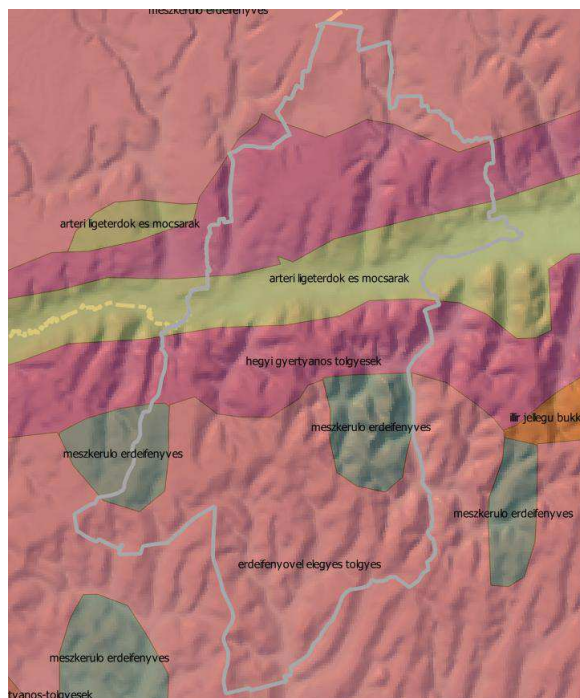 meszkerulo erdeifenyves
arteri ligeterdok es mocsarak
arteri ligeterdok es mocsarak
hegyi gyertyanos tolgyesek
illir jellegu bukk
meszkerulo erdeifenyves
meszkerulo erdeifenyves
meszkerulo erdeifenyves
erdeifenyovel elegyes tolgyes
meszkerulo erdeifenyves
tyanos-tolgyesek